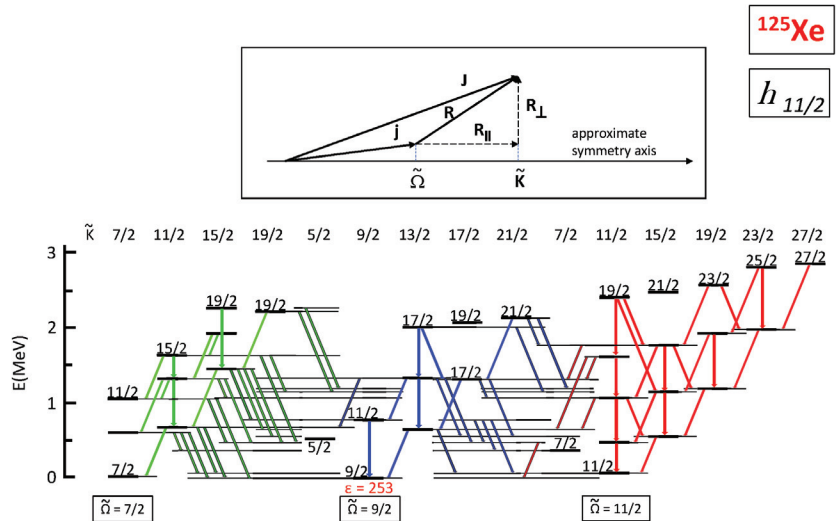 125Xe
h 11/2
J
R
R⊥
j
R∥
approximate
symmetry axis
Ω̃
K̃
K̃ 7/2 11/2 15/2 19/2 5/2 9/2 13/2 17/2 21/2 7/2 11/2 15/2 19/2 23/2 27/2
3
25/2 27/2
23/2
19/2 21/2
19/2 19/2
21/2
17/2 19/2
2
E(MeV)
15/2
17/2
11/2
1
11/2
5/2
7/2
7/2
9/2
11/2
0
ε = 253
Ω̃ = 7/2
Ω̃ = 9/2
Ω̃ = 11/2